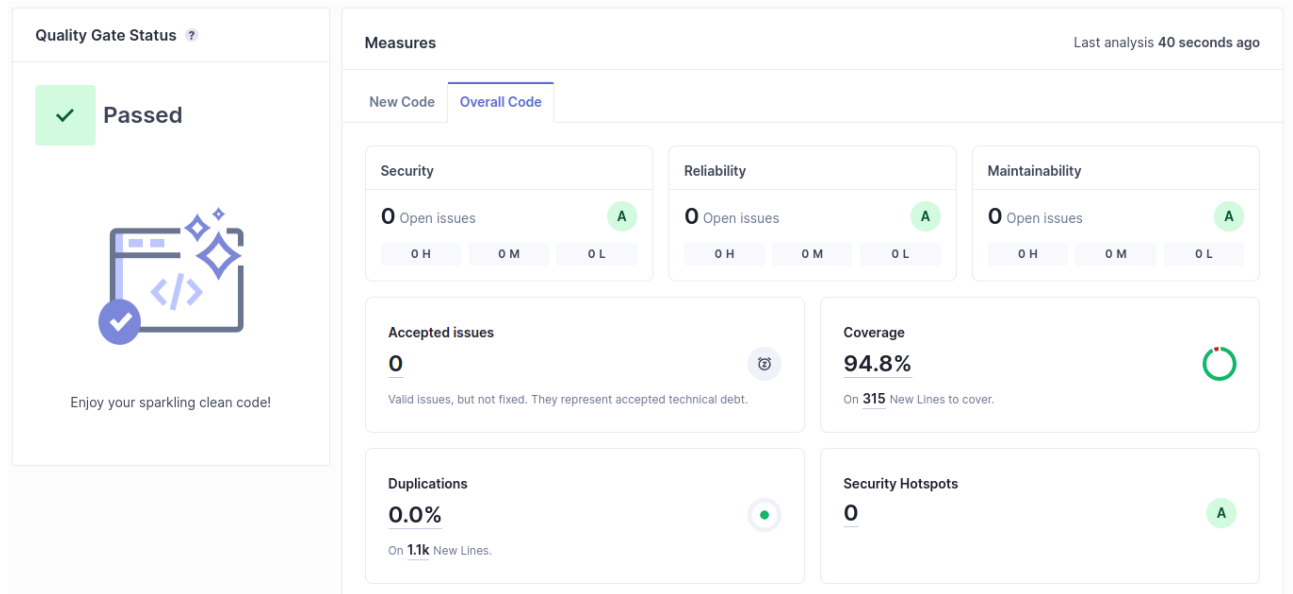 Quality Gate Status ?
Passed
Enjoy your sparkling clean code!
Measures
Last analysis 40 seconds ago
New Code
Overall Code
Security
0 Open issues
A
0 H
0 M
0 L
Reliability
0 Open issues
A
0 H
0 M
0 L
Maintainability
0 Open issues
A
0 H
0 M
0 L
Accepted issues
0
Valid issues, but not fixed. They represent accepted technical debt.
Coverage
94.8%
On 315 New Lines to cover.
Duplications
0.0%
On 1.1k New Lines.
Security Hotspots
0
A